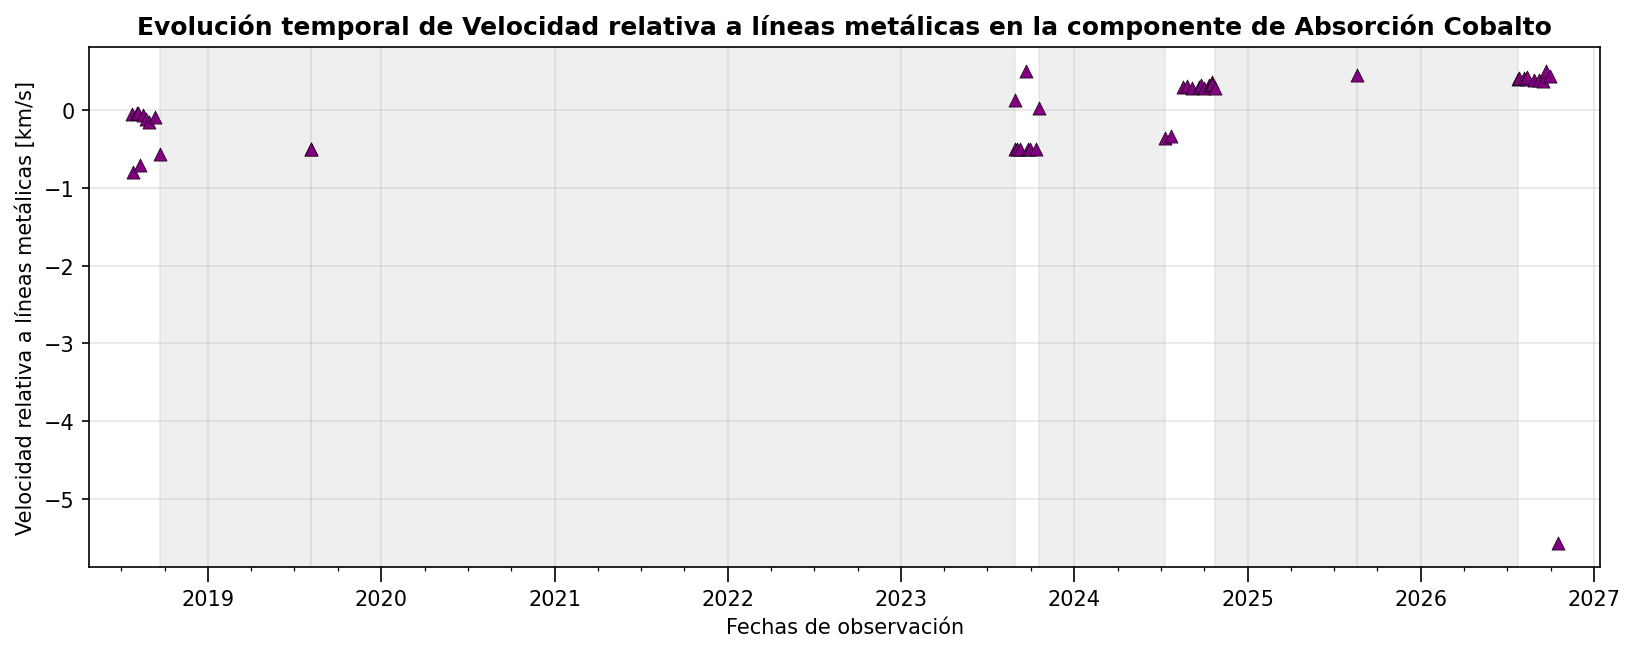 Evolución temporal de Velocidad relativa a líneas metálicas en la componente de Absorción Cobalto
Velocidad relativa a líneas metálicas [km/s]
0
−1
−2
−3
−4
−5
2019 2020 2021 2022 2023 2024 2025 2026 2027
Fechas de observación